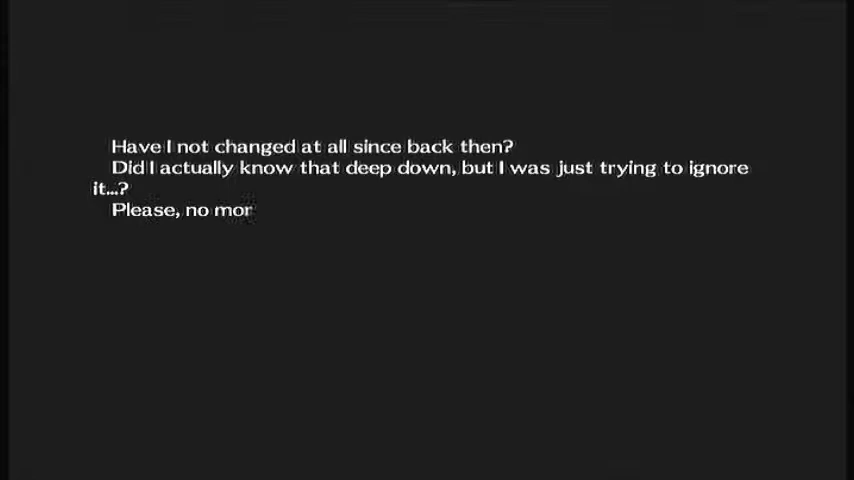 Have I not changed at all since back then?
Did I actually know that deep down, but I was just trying to ignore
it...?
Please, no mor